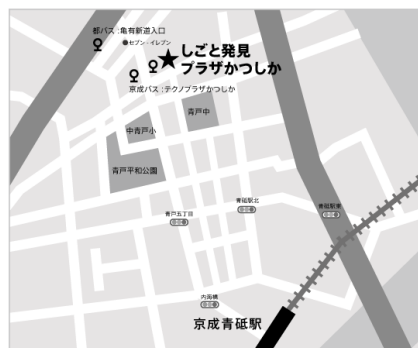 都バス：亀有新道入口
●セブン-イレブン
★しごと発見
プラザかつしか
京成バス：テクノプラザかつしか
青戸中
中青戸小
青戸平和公園
青戸五丁目
青砥駅北
青砥駅東
内匠橋
京成青砥駅